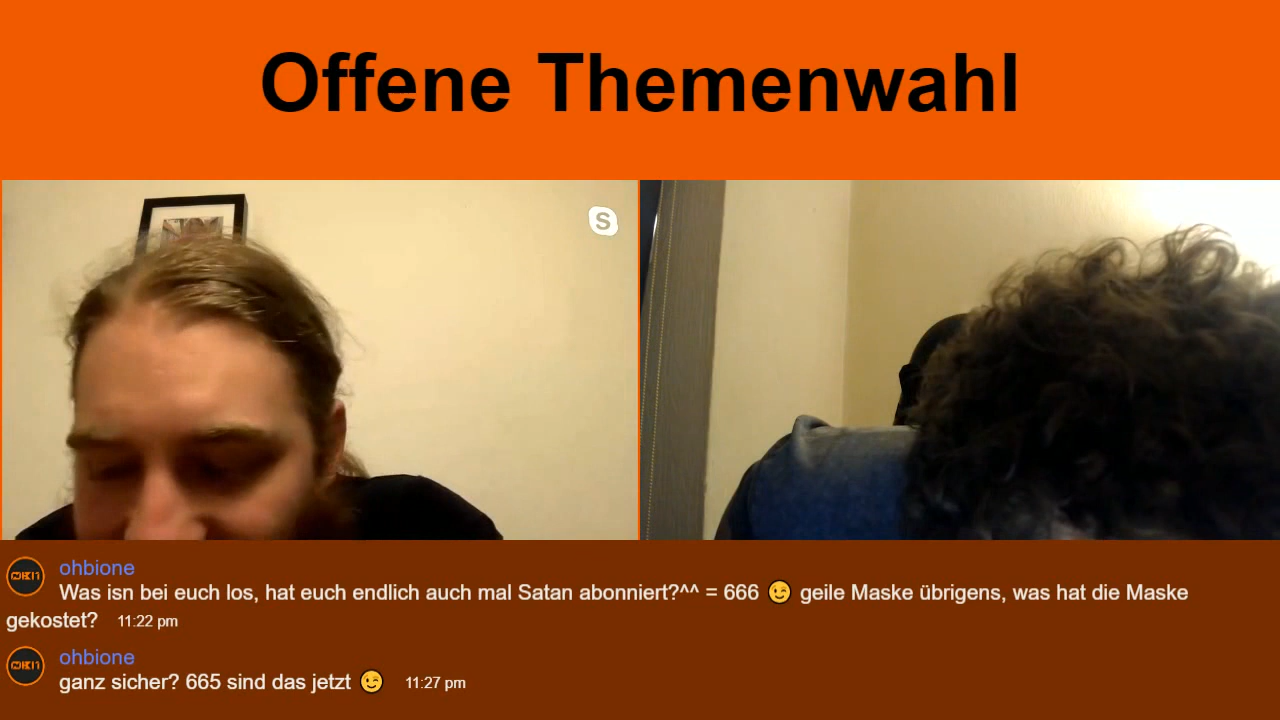 Offene Themenwahl
S
ohbione
Was isn bei euch los, hat euch endlich auch mal Satan abonniert?^^ = 666 😉 geile Maske übrigens, was hat die Maske
gekostet? 11:22 pm
ohbione
ganz sicher? 665 sind das jetzt 😉 11:27 pm